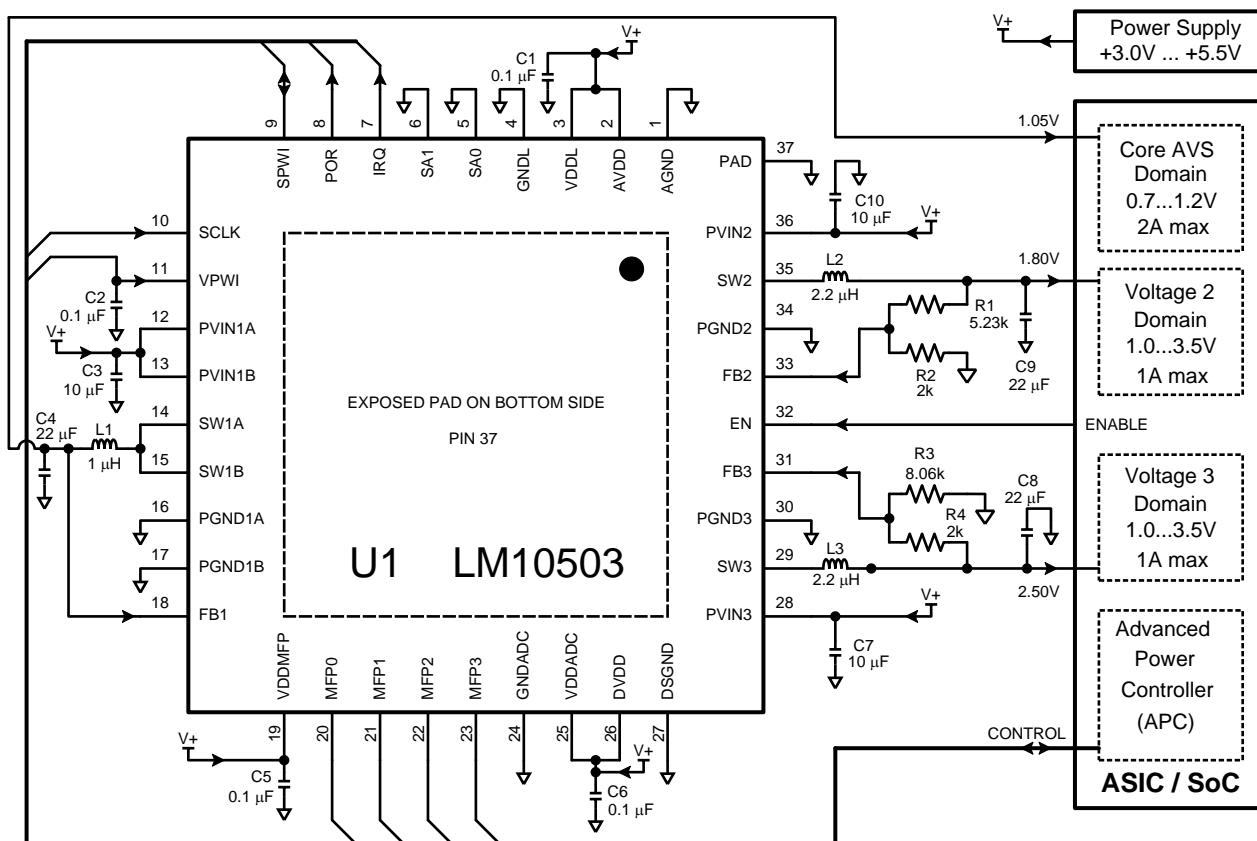 V+
Power Supply
+3.0V ... +5.5V
V+
C1
0.1 μF
9
8
7
6
5
4
3
2
1
SPWI
POR
IRQ
SA1
SA0
GNDL
VDDL
AVDD
AGND
1.05V
Core AVS
Domain
0.7...1.2V
2A max
PAD
37
C10
10 μF
V+
10
SCLK
PVIN2
36
11
VPWI
SW2
35
L2
2.2 μH
1.80V
C2
0.1 μF
R1
5.23k
Voltage 2
Domain
1.0...3.5V
1A max
12
PVIN1A
PGND2
34
V+
C3
10 μF
13
PVIN1B
FB2
33
R2
2k
C9
22 μF
EXPOSED PAD ON BOTTOM SIDE
PIN 37
C4
22 μF
L1
1 μH
14
SW1A
EN
32
ENABLE
15
SW1B
FB3
31
R3
8.06k
C8
22 μF
Voltage 3
Domain
1.0...3.5V
1A max
16
PGND1A
PGND3
30
R4
2k
17
PGND1B
U1 LM10503
SW3
29
L3
2.2 μH
2.50V
18
FB1
PVIN3
28
V+
C7
10 μF
Advanced
Power
Controller
(APC)
VDDMFP
MFP0
MFP1
MFP2
MFP3
GNDADC
VDDADC
DVDD
DSGND
19
20
21
22
23
24
25
26
27
V+
C5
0.1 μF
V+
C6
0.1 μF
CONTROL
ASIC / SoC